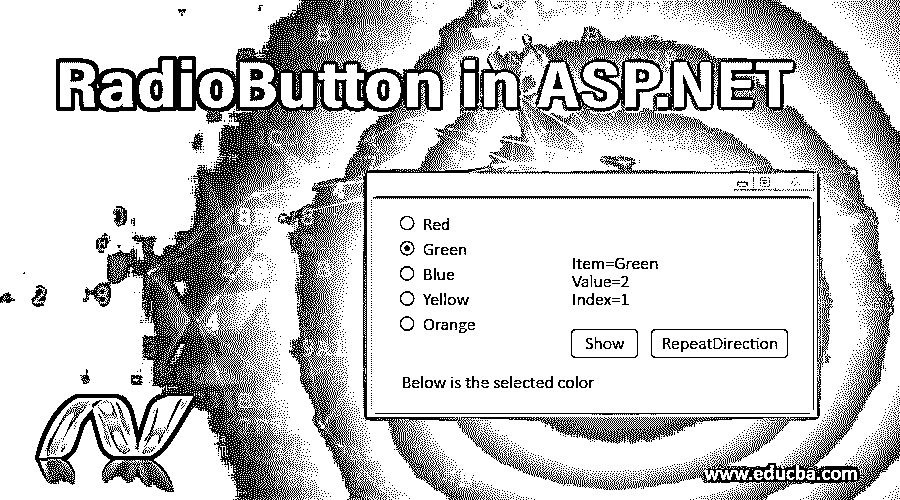 RadioButton in ASP.NET
Red
Green
Blue
Yellow
Orange
Item=Green
Value=2
Index=1
Show
RepeatDirection
Below is the selected color
www.educba.com